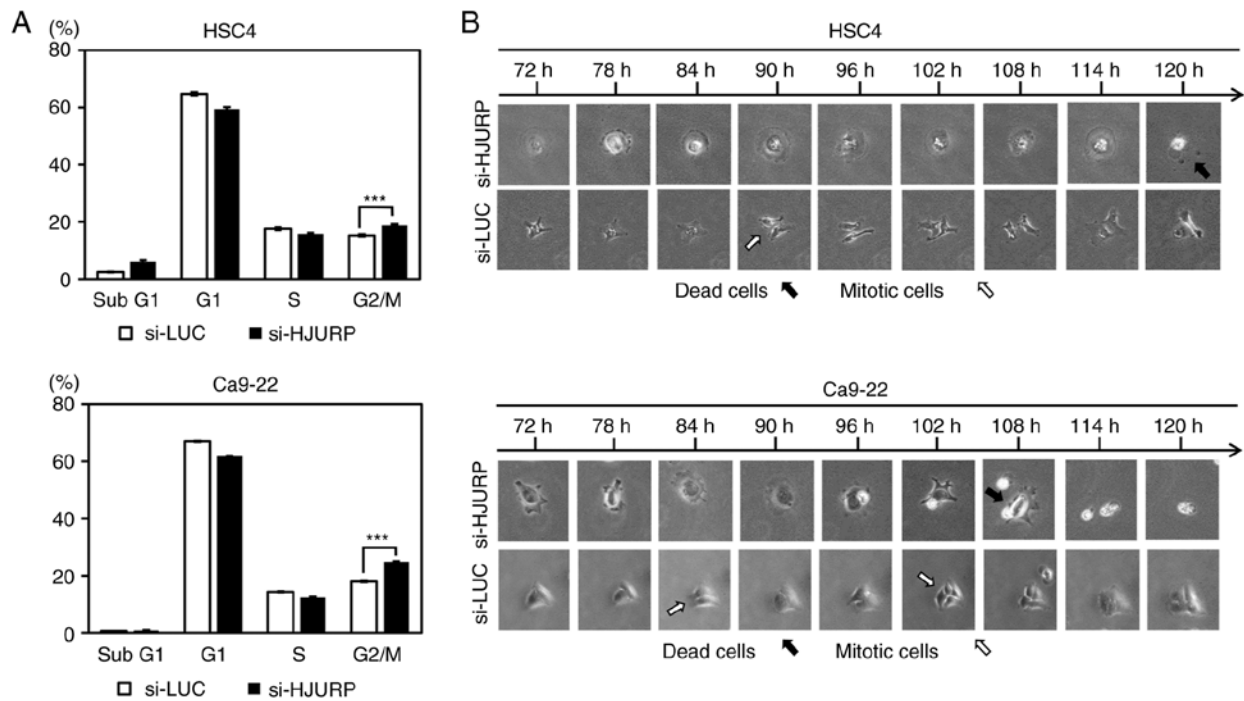 A
(%)
HSC4
80
60
40
20
0
***
Sub G1 G1 S G2/M
si-LUC si-HJURP
(%)
Ca9-22
80
60
40
20
0
***
Sub G1 G1 S G2/M
si-LUC si-HJURP
B
HSC4
72 h 78 h 84 h 90 h 96 h 102 h 108 h 114 h 120 h
si-HJURP
si-LUC
Dead cells Mitotic cells
Ca9-22
72 h 78 h 84 h 90 h 96 h 102 h 108 h 114 h 120 h
si-HJURP
si-LUC
Dead cells Mitotic cells